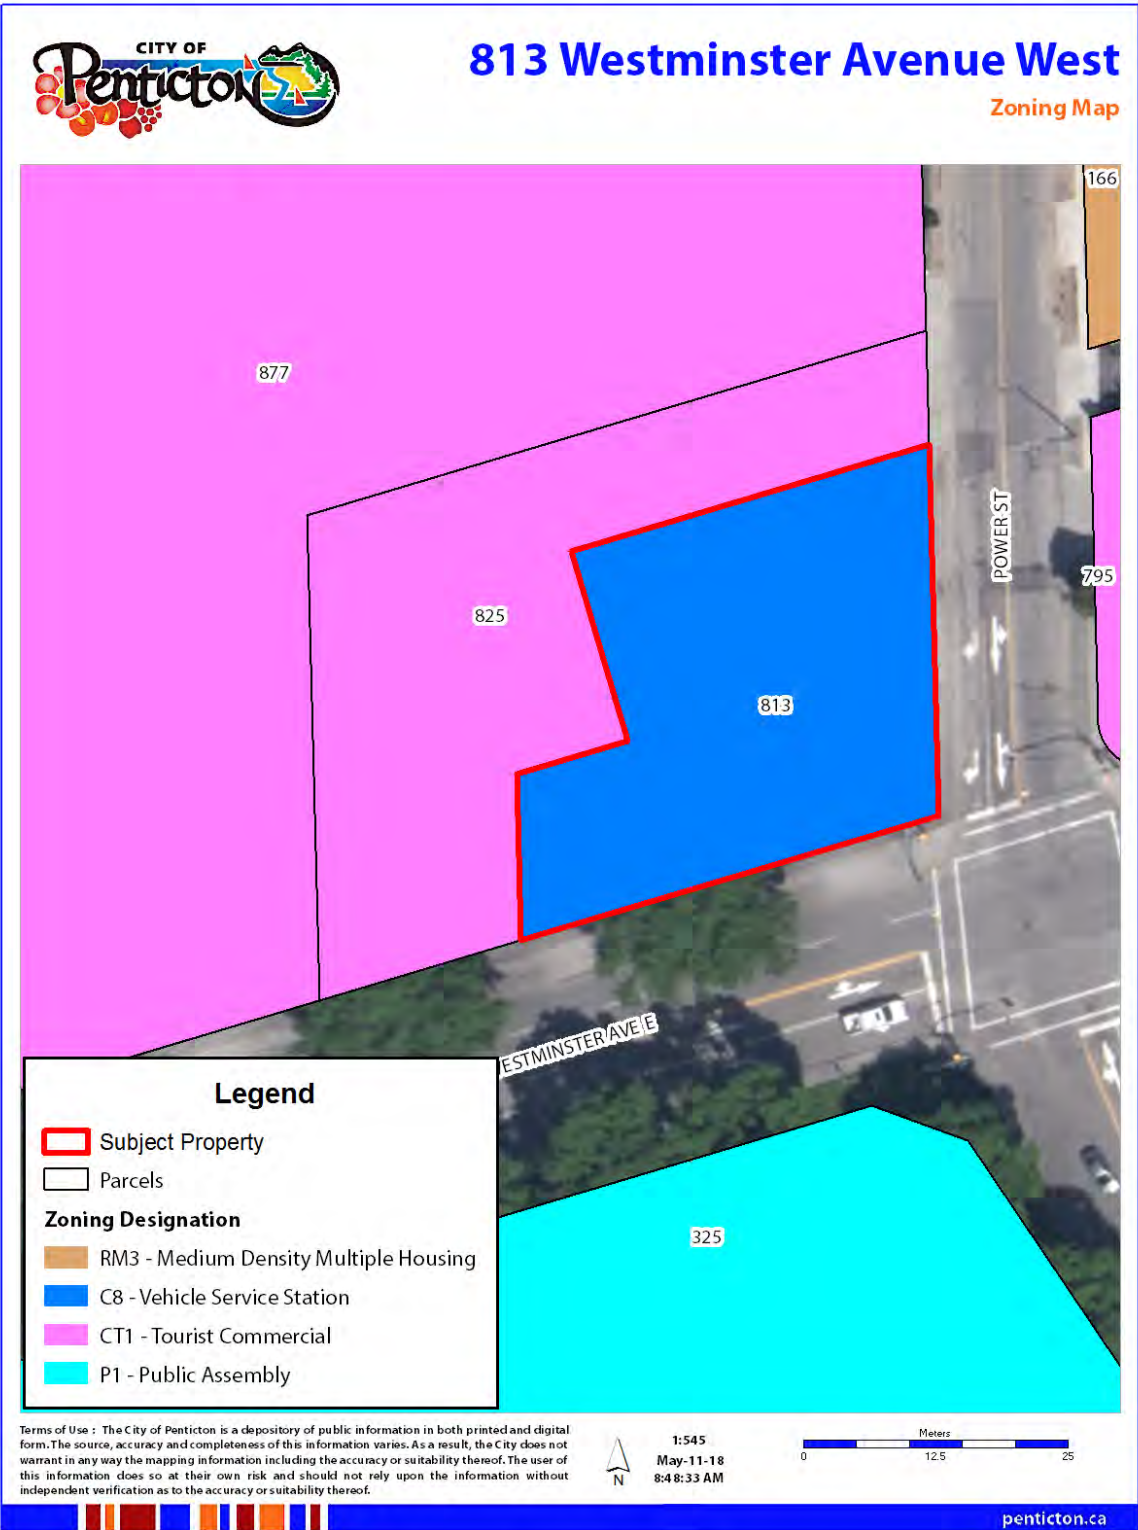 CITY OF
Penticton
813 Westminster Avenue West
Zoning Map
166
877
POWER ST
795
825
813
ESTMINSTER AVE E
325
Legend
Subject Property
Parcels
Zoning Designation
RM3 - Medium Density Multiple Housing
C8 - Vehicle Service Station
CT1 - Tourist Commercial
P1 - Public Assembly
Terms of Use : The City of Penticton is a depository of public information in both printed and digital
form. The source, accuracy and completeness of this information varies. As a result, the City does not
warrant in any way the mapping information including the accuracy or suitability thereof. The user of
this information does so at their own risk and should not rely upon the information without
independent verification as to the accuracy or suitability thereof.
N
1:545
May-11-18
8:48:33 AM
Meters
0 12.5 25
penticton.ca